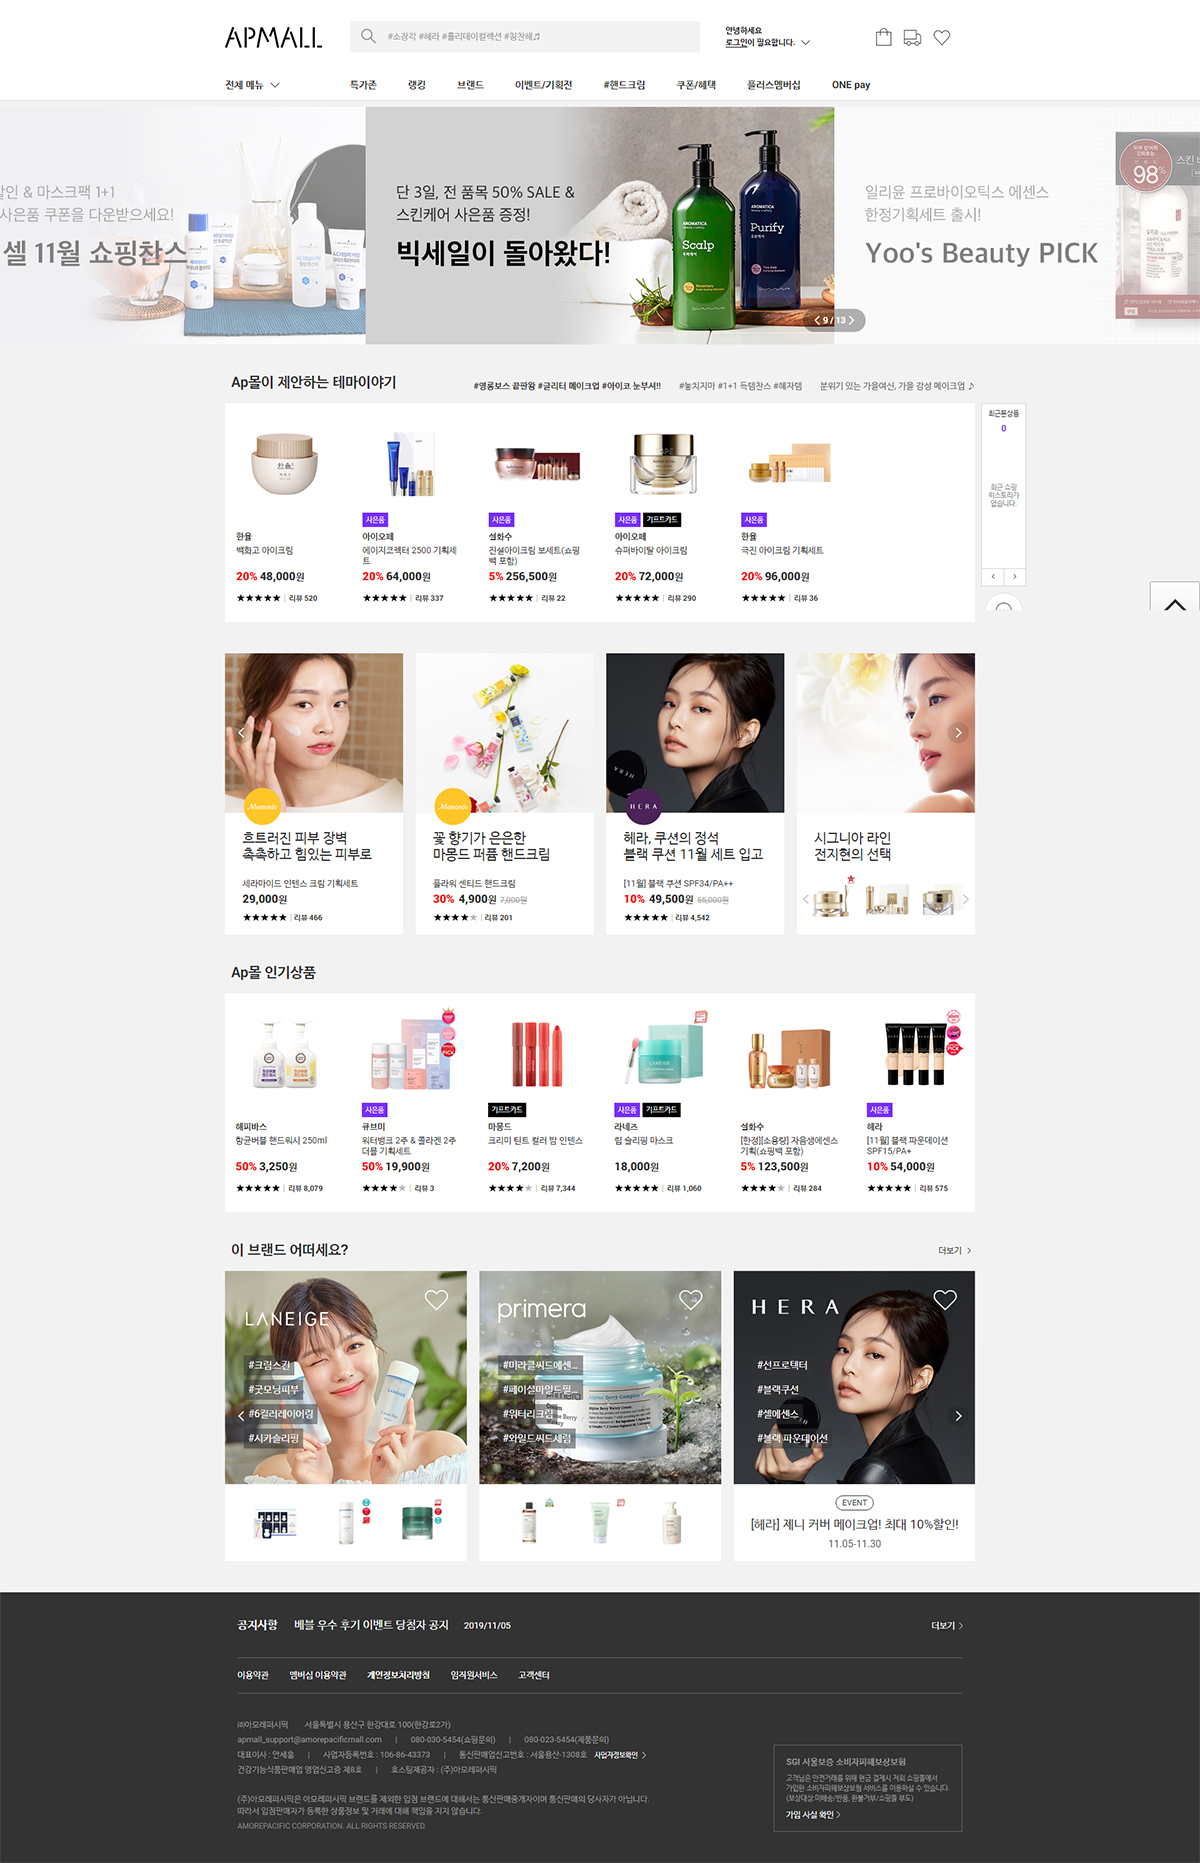 APMALL
#소장각 #헤라 #홀리데이컬렉션 #칭찬해♬
안녕하세요
로그인이 필요합니다.
전체 메뉴
특가존
랭킹
브랜드
이벤트/기획전
#핸드크림
쿠폰/혜택
플러스멤버십
ONE pay
할인 & 마스크팩 1+1
사은품 쿠폰을 다운받으세요!
셀 11월 쇼핑찬스
단 3일, 전 품목 50% SALE &
스킨케어 사은품 증정!
빅세일이 돌아왔다!
AROMATICA
Scalp
AROMATICA
Purify
9 / 13
일리윤 프로바이오틱스 에센스
한정기획세트 출시!
Yoo's Beauty PICK
98%
Ap몰이 제안하는 테마이야기
#영롱보스 끝판왕 #글리터 메이크업 #아이코 눈부셔!!
#놓치지마 #1+1 득템찬스 #혜자템
분위기 있는 가을여신, 가을 감성 메이크업 ♪
최근본상품
0
최근 쇼핑
히스토리가
없습니다.
한율
백화고 아이크림
20% 48,000원
★★★★★ | 리뷰 520
사은품
아이오페
에이지코렉터 2500 기획세
트
20% 64,000원
★★★★★ | 리뷰 337
사은품
설화수
진설아이크림 보세트(쇼핑
백 포함)
5% 256,500원
★★★★★ | 리뷰 22
사은품 기프트카드
아이오페
슈퍼바이탈 아이크림
20% 72,000원
★★★★★ | 리뷰 290
사은품
한율
극진 아이크림 기획세트
20% 96,000원
★★★★★ | 리뷰 36
Mamonde
흐트러진 피부 장벽
촉촉하고 힘있는 피부로
세라마이드 인텐스 크림 기획세트
29,000원
★★★★★ | 리뷰 466
Mamonde
꽃 향기가 은은한
마몽드 퍼퓸 핸드크림
플라워 센티드 핸드크림
30% 4,900원 7,000원
★★★★★ | 리뷰 201
HERA
HERA
헤라, 쿠션의 정석
블랙 쿠션 11월 세트 입고
[11월] 블랙 쿠션 SPF34/PA++
10% 49,500원 55,000원
★★★★★ | 리뷰 4,542
시그니아 라인
전지현의 선택
Ap몰 인기상품
해피바스
항균버블 핸드워시 250ml
50% 3,250원
★★★★★ | 리뷰 8,079
사은품
큐브미
워터뱅크 2주 & 콜라겐 2주
더블 기획세트
50% 19,900원
★★★★★ | 리뷰 3
기프트카드
마몽드
크리미 틴트 컬러 밤 인텐스
20% 7,200원
★★★★★ | 리뷰 7,344
LANEIGE
사은품 기프트카드
라네즈
립 슬리핑 마스크
18,000원
★★★★★ | 리뷰 1,060
설화수
[한정][소용량] 자음생에센스
기획(쇼핑백 포함)
5% 123,500원
★★★★★ | 리뷰 284
사은품
헤라
[11월] 블랙 파운데이션
SPF15/PA+
10% 54,000원
★★★★★ | 리뷰 575
이 브랜드 어떠세요?
더보기
LANEIGE
#크림스킨
#굿모닝피부
#6겹레이어링
#시카슬리핑
primera
#미라클씨드에센...
#페이셜마일드필...
#워터리크림
#와일드씨드세럼
Alpine Berry Complex
HERA
#선프로텍터
#블랙쿠션
#셀에센스
#블랙 파운데이션
EVENT
[헤라] 제니 커버 메이크업! 최대 10%할인!
11.05-11.30
공지사항
베블 우수 후기 이벤트 당첨자 공지
2019/11/05
더보기
이용약관
멤버십 이용약관
개인정보처리방침
임직원서비스
고객센터
㈜아모레퍼시픽 서울특별시 용산구 한강대로 100(한강로2가)
apmall_support@amorepacificmall.com | 080-030-5454(쇼핑문의) | 080-023-5454(제품문의)
대표이사 : 안세홍 | 사업자등록번호 : 106-86-43373 | 통신판매업신고번호 : 서울용산-1308호 사업자정보확인
건강기능식품판매업 영업신고증 제8호 | 호스팅제공자 : (주)아모레퍼시픽
(주)아모레퍼시픽은 아모레퍼시픽 브랜드를 제외한 입점 브랜드에 대해서는 통신판매중개자이며 통신판매의 당사자가 아닙니다.
따라서 입점판매자가 등록한 상품정보 및 거래에 대해 책임을 지지 않습니다.
AMOREPACIFIC CORPORATION. ALL RIGHTS RESERVED.
SGI 서울보증 소비자피해보상보험
고객님은 안전거래를 위해 현금 결제시 저희 쇼핑몰에서
가입한 소비자피해보상보험 서비스를 이용하실 수 있습니다.
(보상대상:미배송/반품, 환불거부/쇼핑몰 부도)
가입 사실 확인